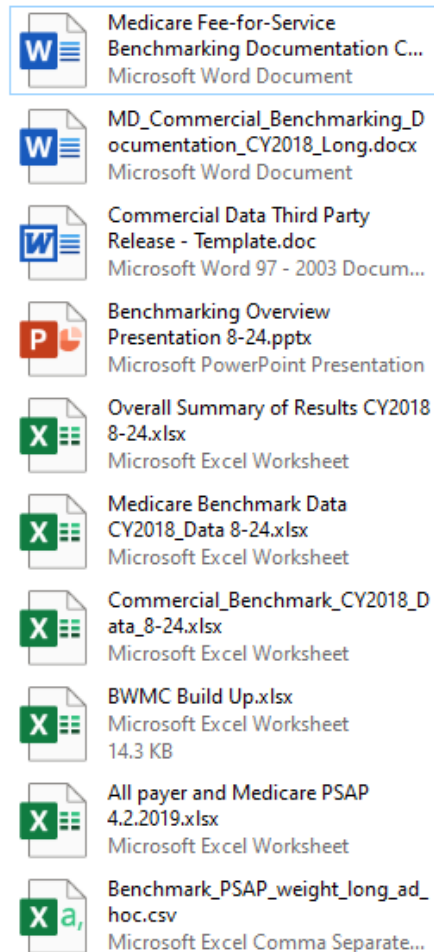 Medicare Fee-for-Service
Benchmarking Documentation C...
Microsoft Word Document
MD_Commercial_Benchmarking_D
ocumentation_CY2018_Long.docx
Microsoft Word Document
Commercial Data Third Party
Release - Template.doc
Microsoft Word 97 - 2003 Docum...
Benchmarking Overview
Presentation 8-24.pptx
Microsoft PowerPoint Presentation
Overall Summary of Results CY2018
8-24.xlsx
Microsoft Excel Worksheet
Medicare Benchmark Data
CY2018_Data 8-24.xlsx
Microsoft Excel Worksheet
Commercial_Benchmark_CY2018_D
ata_8-24.xlsx
Microsoft Excel Worksheet
BWMC Build Up.xlsx
Microsoft Excel Worksheet
14.3 KB
All payer and Medicare PSAP
4.2.2019.xlsx
Microsoft Excel Worksheet
Benchmark_PSAP_weight_long_ad_
hoc.csv
Microsoft Excel Comma Separate...
W
W
W
P
X
X
X
X
X
X a,